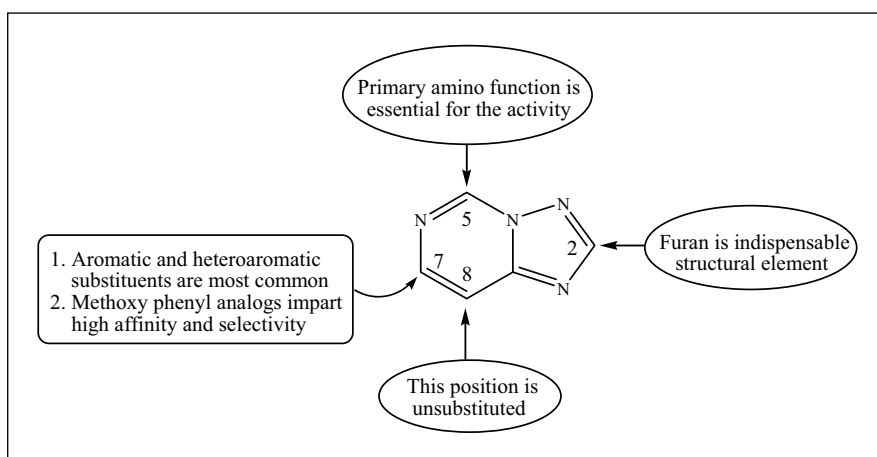 Primary amino function is
essential for the activity
N
N
N
5
2
Furan is indispensable
structural element
1. Aromatic and heteroaromatic
substituents are most common
2. Methoxy phenyl analogs impart
high affinity and selectivity
7
8
N
This position is
unsubstituted